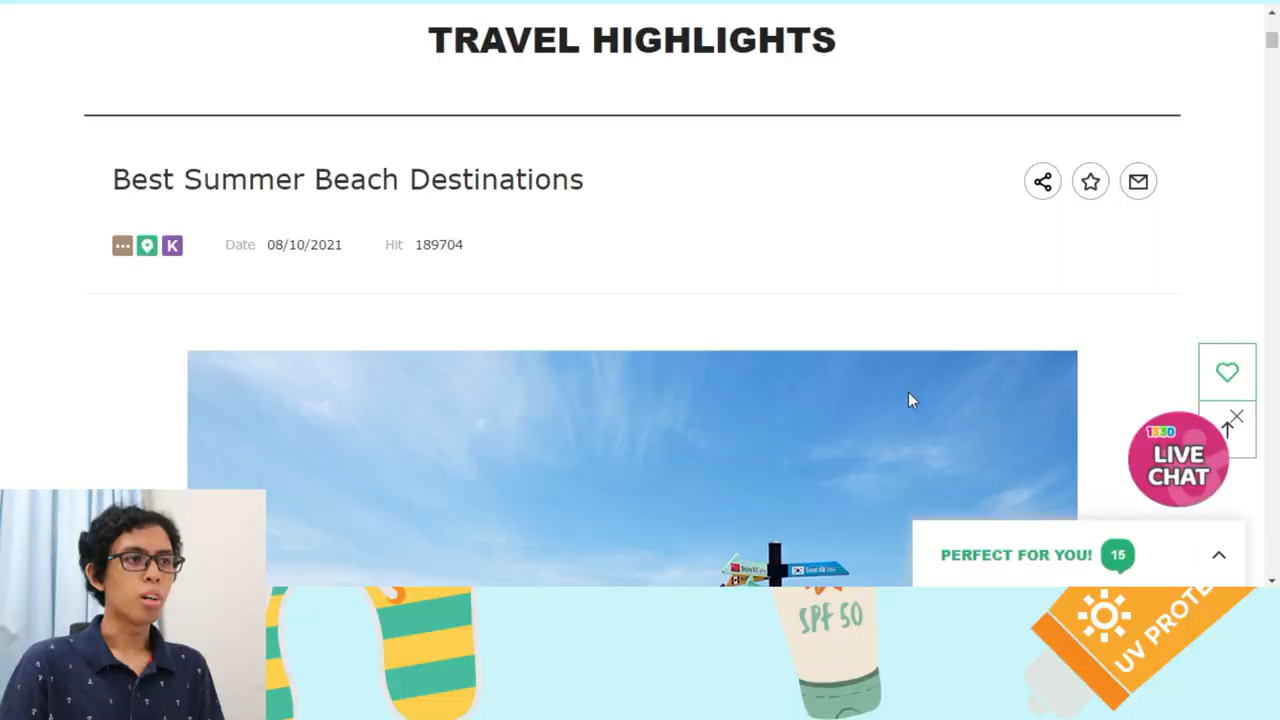 TRAVEL HIGHLIGHTS
Best Summer Beach Destinations
K
Date 08/10/2021 Hit 189704
1330
LIVE
CHAT
PERFECT FOR YOU! 15
SPF 50
UV PROTE